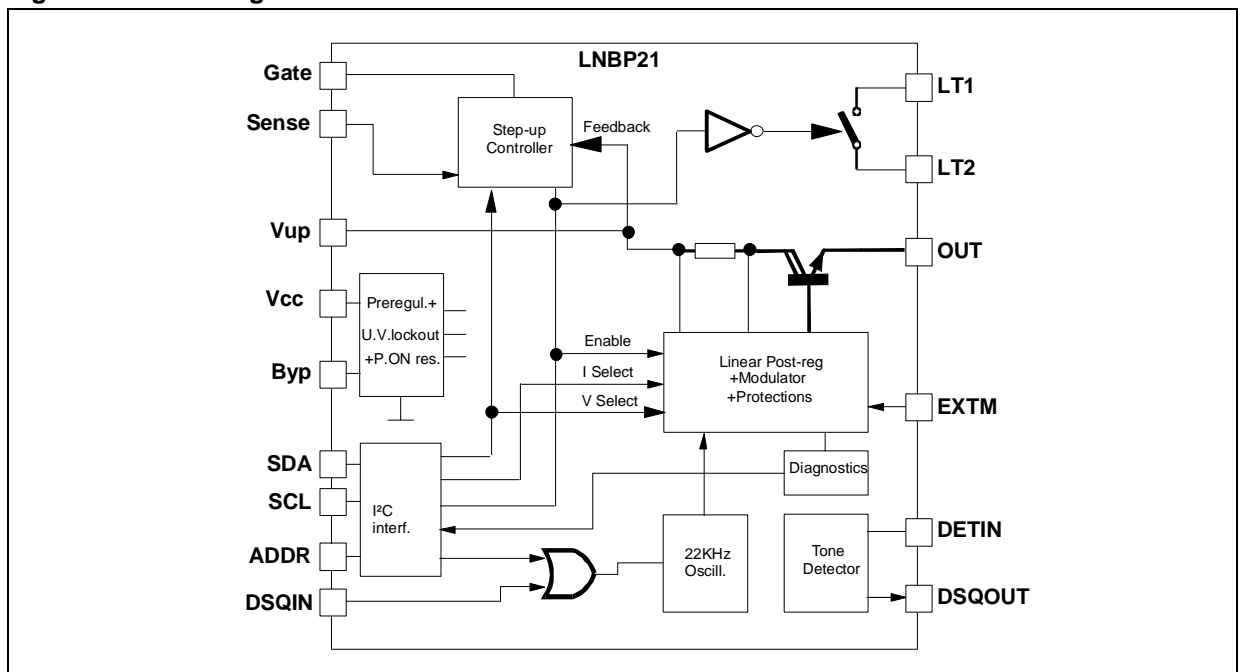 LNBP21
Gate
Sense
Vup
Vcc
Byp
SDA
SCL
ADDR
DSQIN
Step-up
Controller
Feedback
Preregul.+
U.V.lockout
+P.ON res.
Enable
I Select
V Select
Linear Post-reg
+Modulator
+Protections
Diagnostics
I²C
interf.
22KHz
Oscill.
Tone
Detector
LT1
LT2
OUT
EXTM
DETIN
DSQOUT